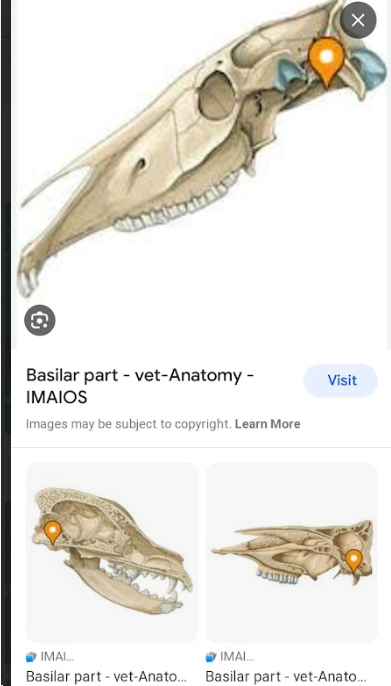 Basilar part - vet-Anatomy -
IMAIOS
Visit
Images may be subject to copyright. Learn More
IMAI...
Basilar part - vet-Anato...
IMAI...
Basilar part - vet-Anato...